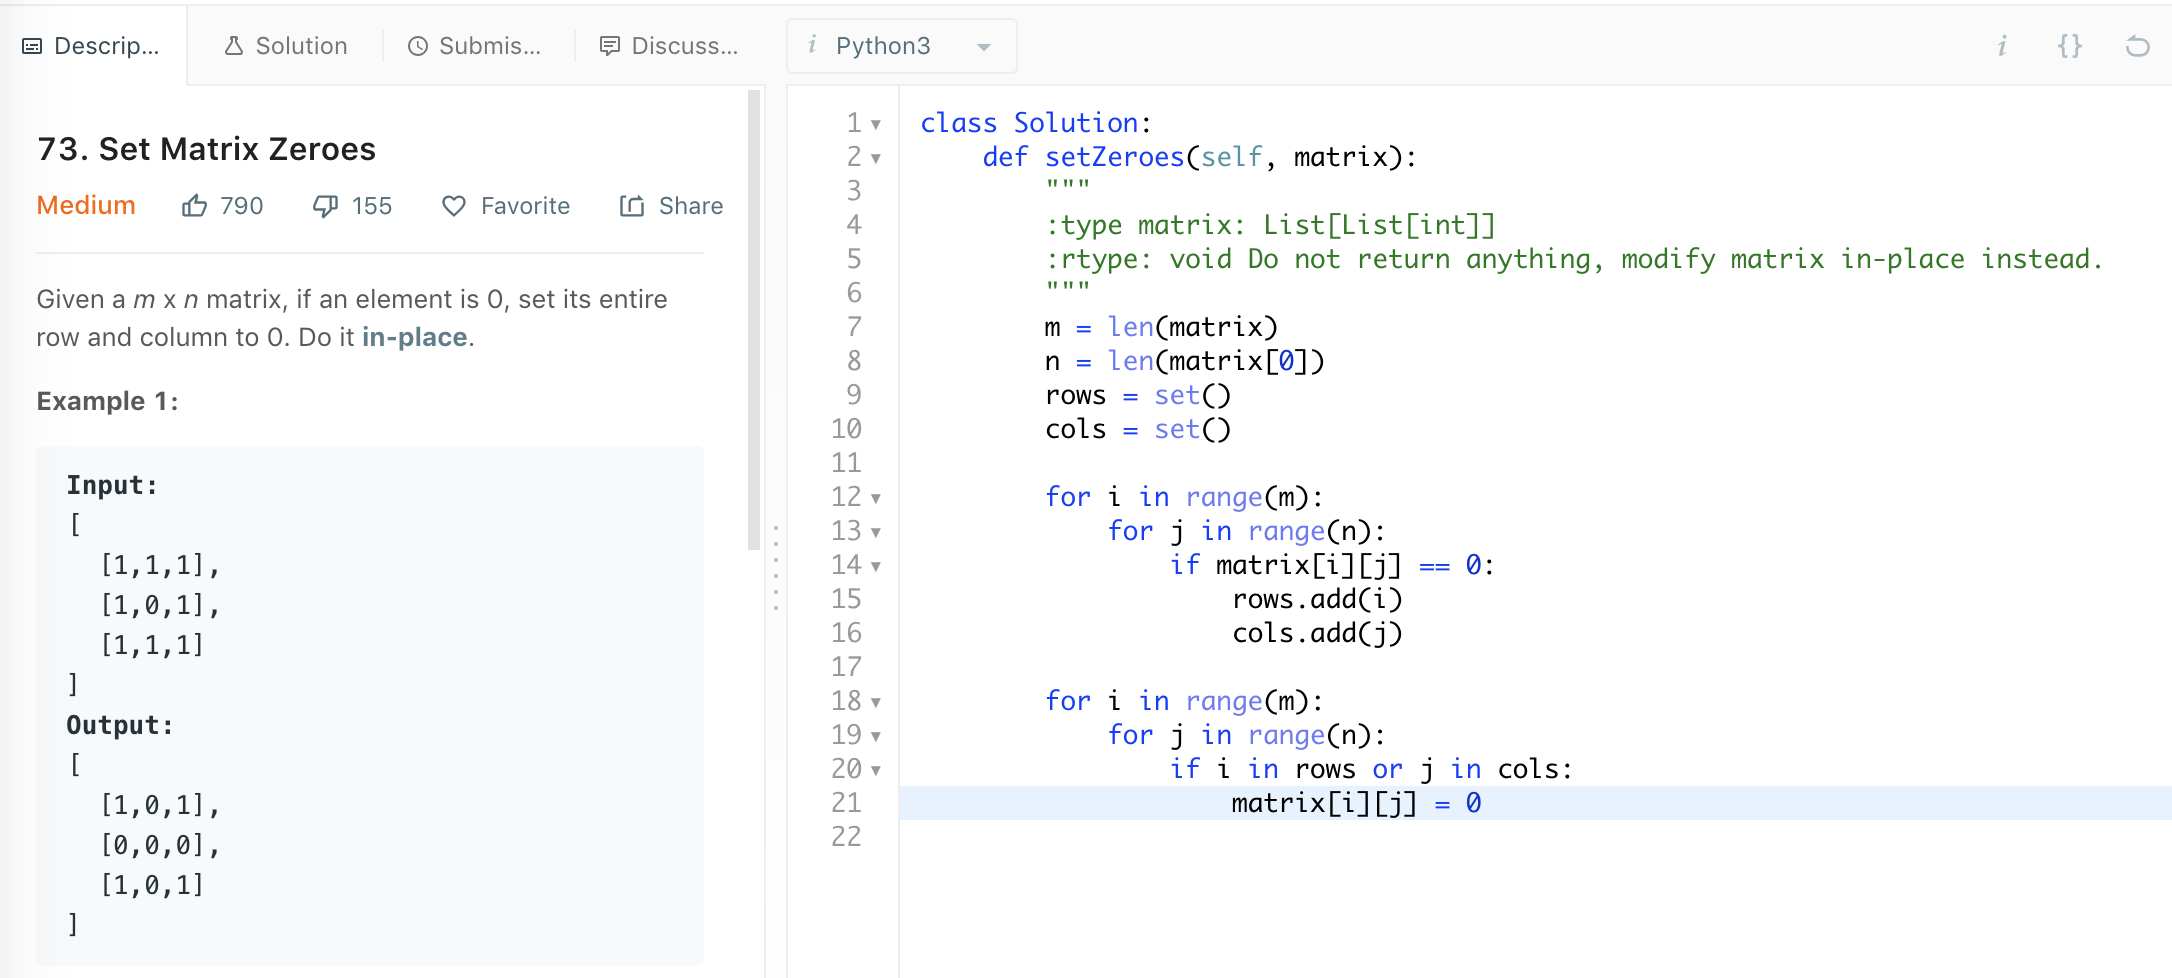 Descrip...
Solution
Submis...
Discuss...
i Python3
i {}
73. Set Matrix Zeroes
Medium 790 155 Favorite Share
Given a m x n matrix, if an element is 0, set its entire
row and column to 0. Do it in-place.
Example 1:
Input:
[
  [1,1,1],
  [1,0,1],
  [1,1,1]
]
Output:
[
  [1,0,1],
  [0,0,0],
  [1,0,1]
]
1 class Solution:
2     def setZeroes(self, matrix):
3         """
4         :type matrix: List[List[int]]
5         :rtype: void Do not return anything, modify matrix in-place instead.
6         """
7         m = len(matrix)
8         n = len(matrix[0])
9         rows = set()
10         cols = set()
11
12         for i in range(m):
13             for j in range(n):
14                 if matrix[i][j] == 0:
15                     rows.add(i)
16                     cols.add(j)
17
18         for i in range(m):
19             for j in range(n):
20                 if i in rows or j in cols:
21                     matrix[i][j] = 0
22